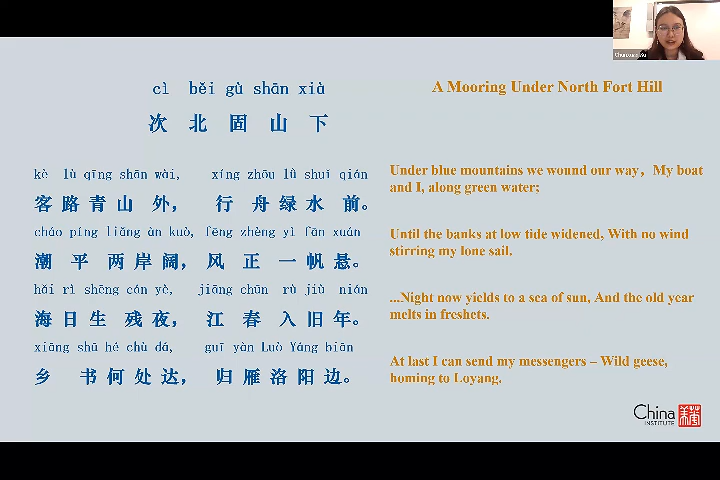 cì běi gù shān xià
次 北 固 山 下
kè lù qīng shān wài, xíng zhōu lǜ shuǐ qián
客 路 青 山 外， 行 舟 绿 水 前。
cháo píng liǎng àn kuò, fēng zhèng yì fān xuán
潮 平 两 岸 阔， 风 正 一 帆 悬。
hǎi rì shēng cán yè, jiāng chūn rù jiù nián
海 日 生 残 夜， 江 春 入 旧 年。
xiāng shū hé chù dá, guī yàn Luò Yáng biān
乡 书 何 处 达， 归 雁 洛 阳 边。
A Mooring Under North Fort Hill
Under blue mountains we wound our way, My boat
and I, along green water;
Until the banks at low tide widened, With no wind
stirring my lone sail.
...Night now yields to a sea of sun, And the old year
melts in freshets.
At last I can send my messengers – Wild geese,
homing to Loyang.
China
INSTITUTE